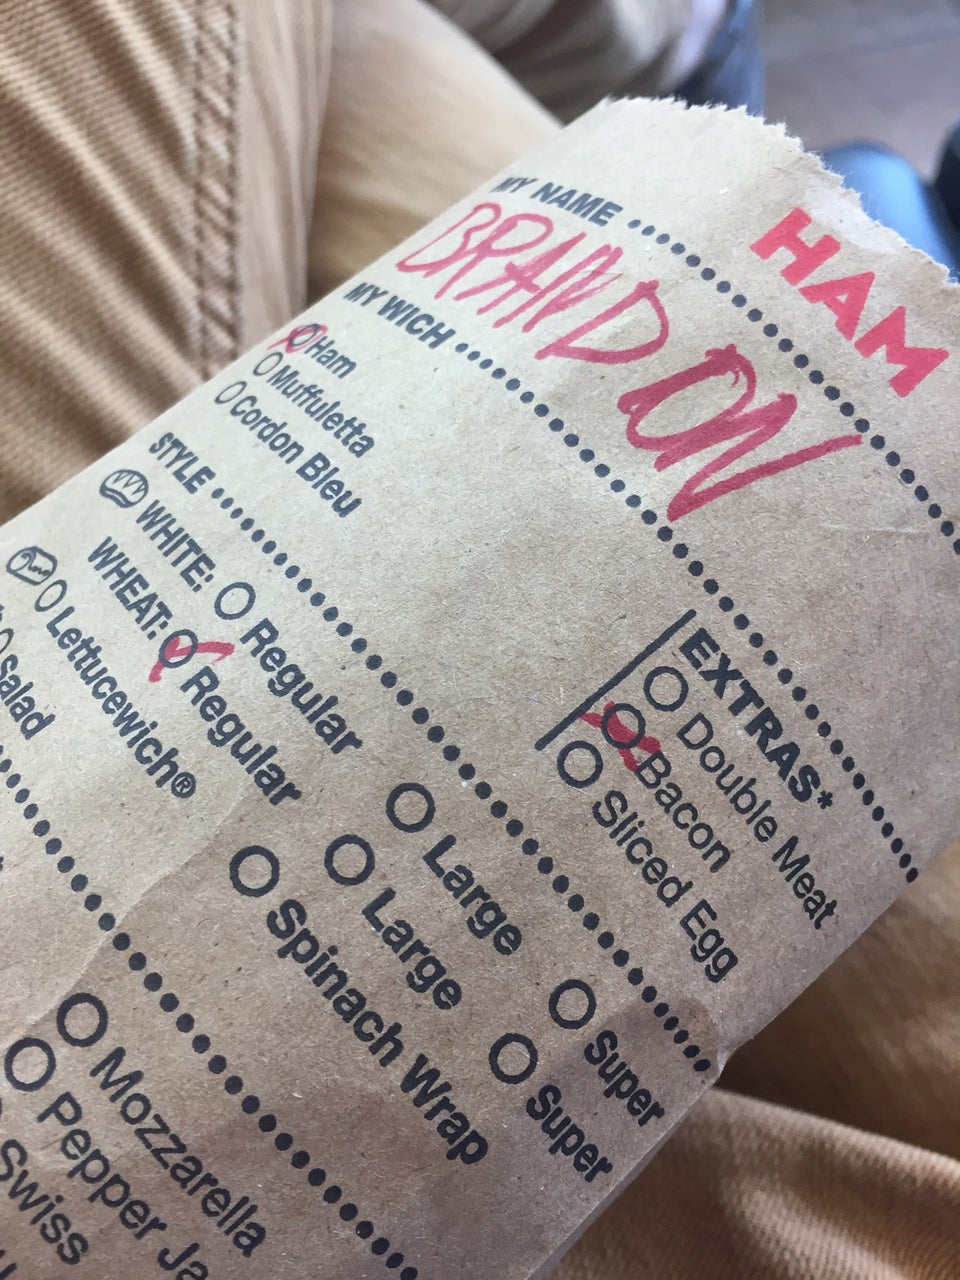 HAM
MY NAME
BRANDON
MY WICH
Ham
Muffuletta
Cordon Bleu
EXTRAS*
Double Meat
Bacon
Sliced Egg
STYLE
WHITE: Regular Large Super
WHEAT: Regular Large Super
Lettucewich® Spinach Wrap
Salad
Mozzarella
Pepper Ja
Swiss